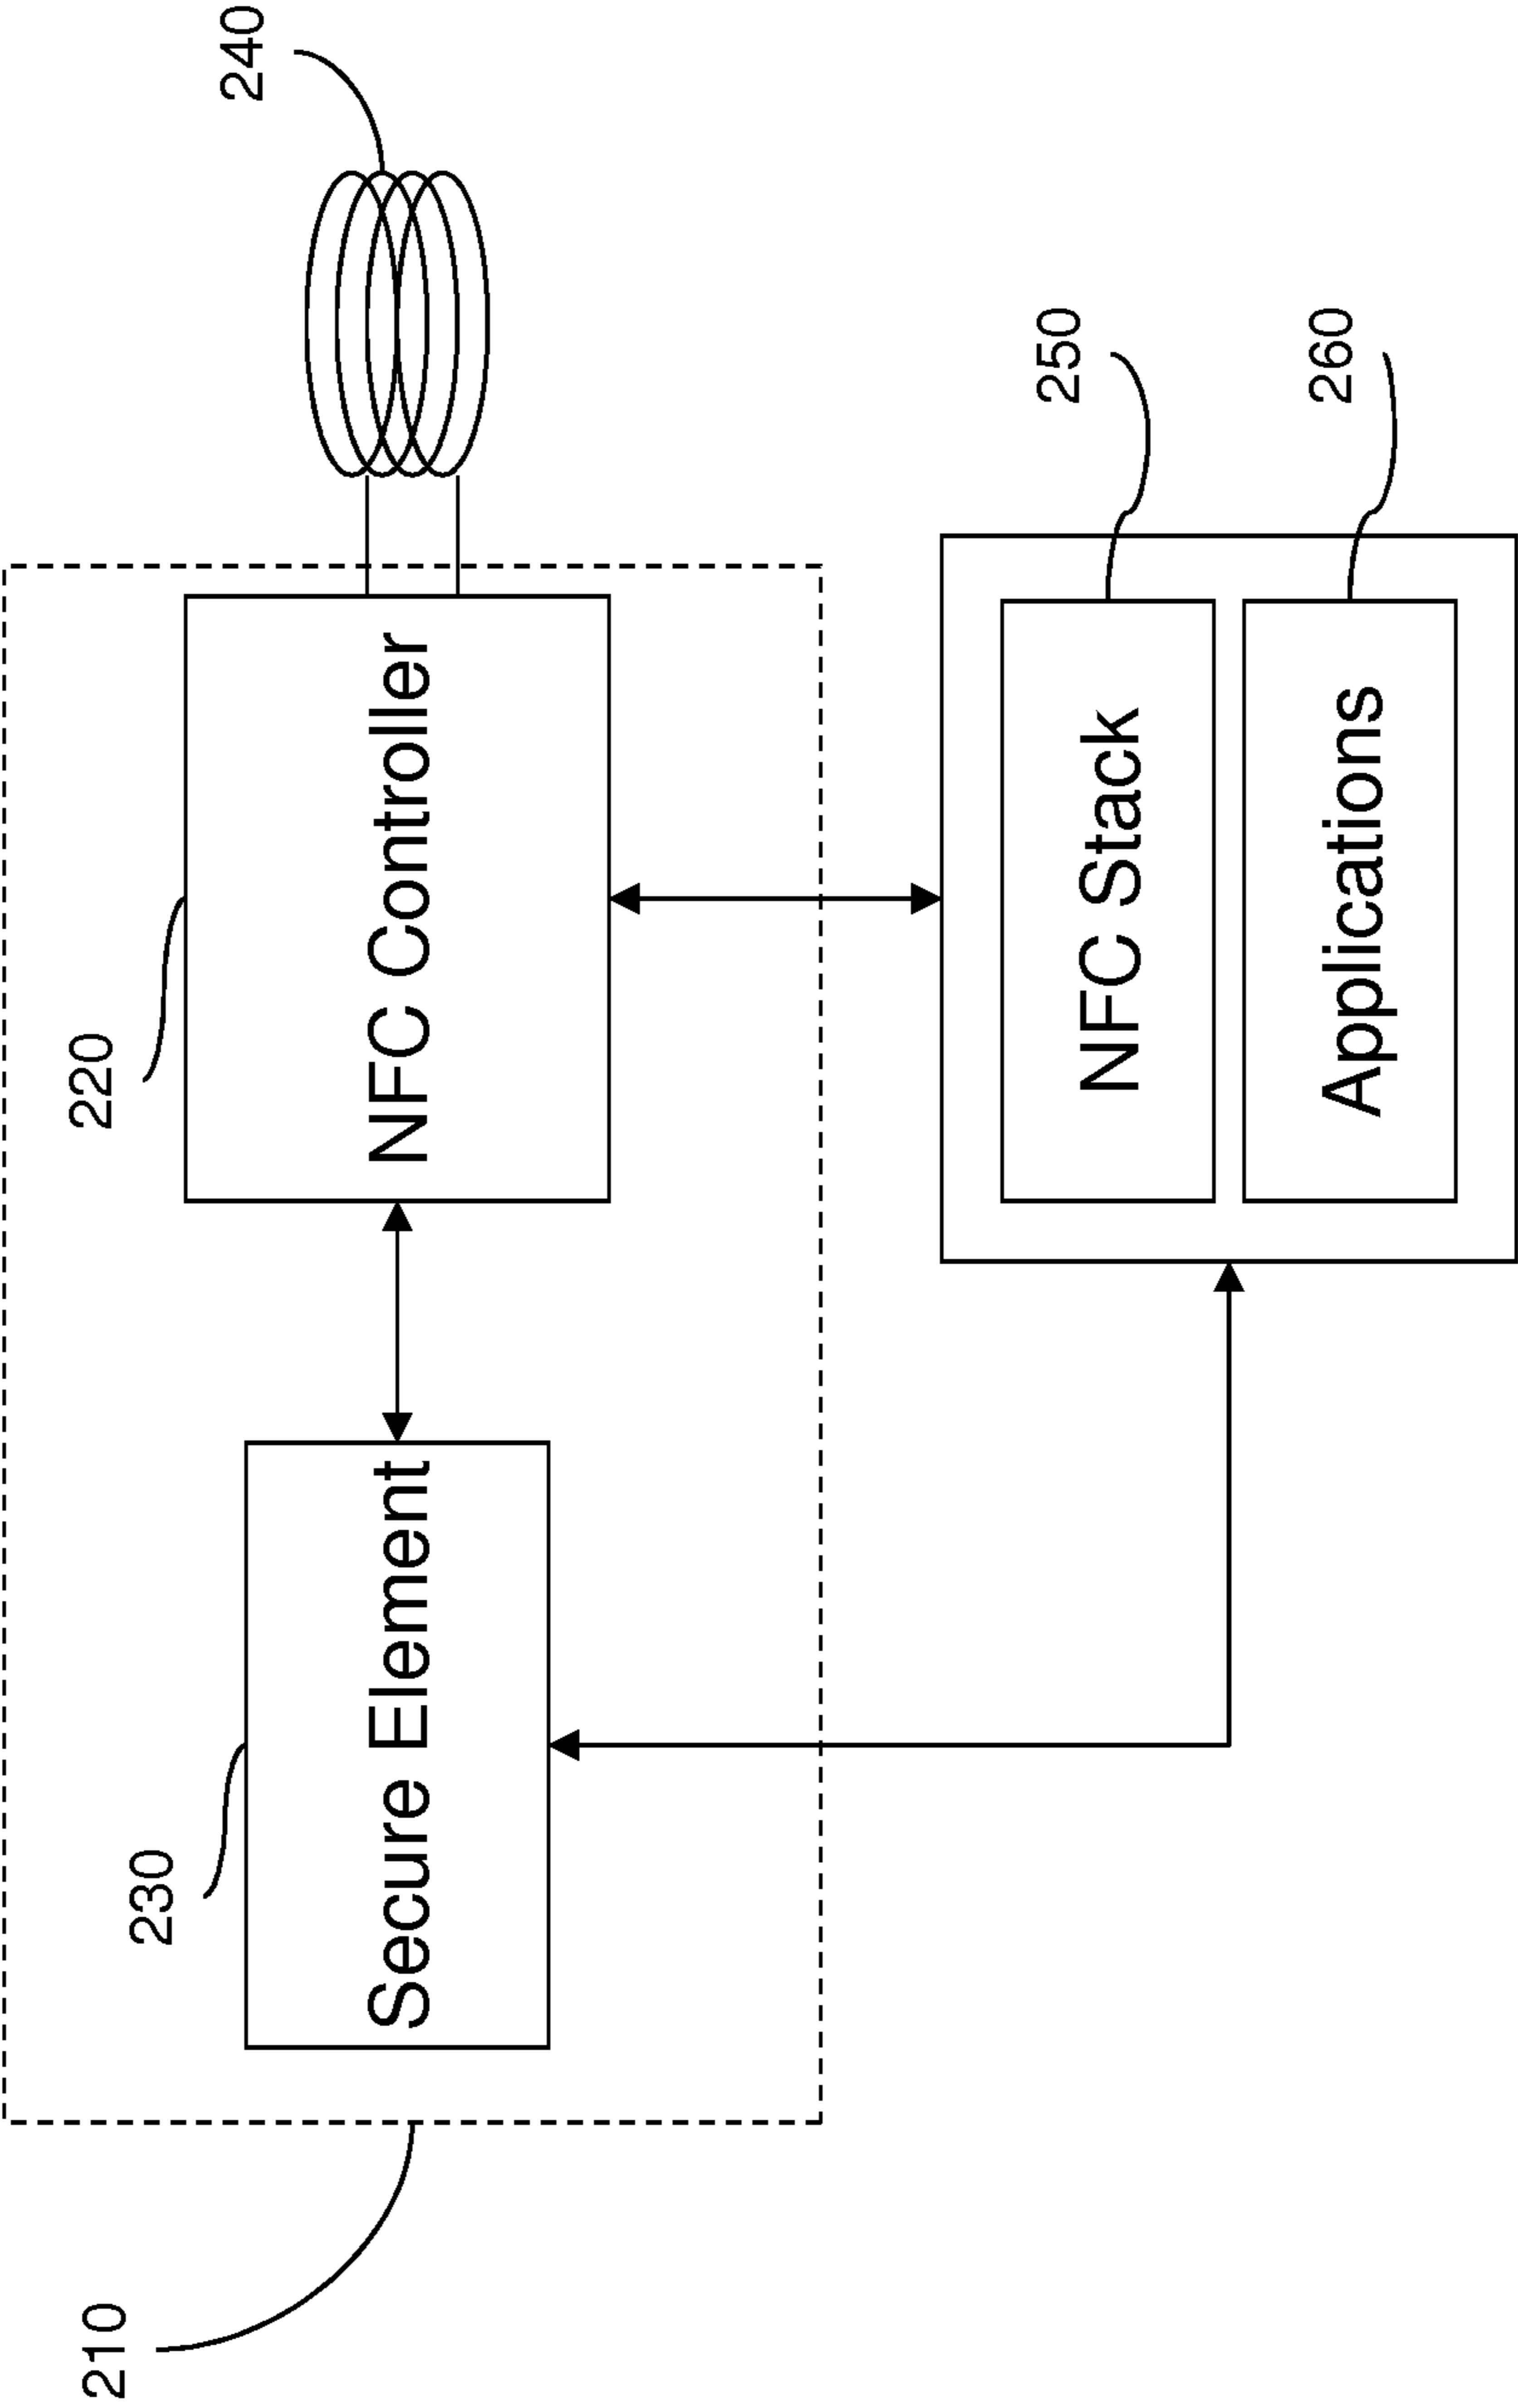 210
230
Secure Element
220
NFC Controller
240
NFC Stack
250
Applications
260